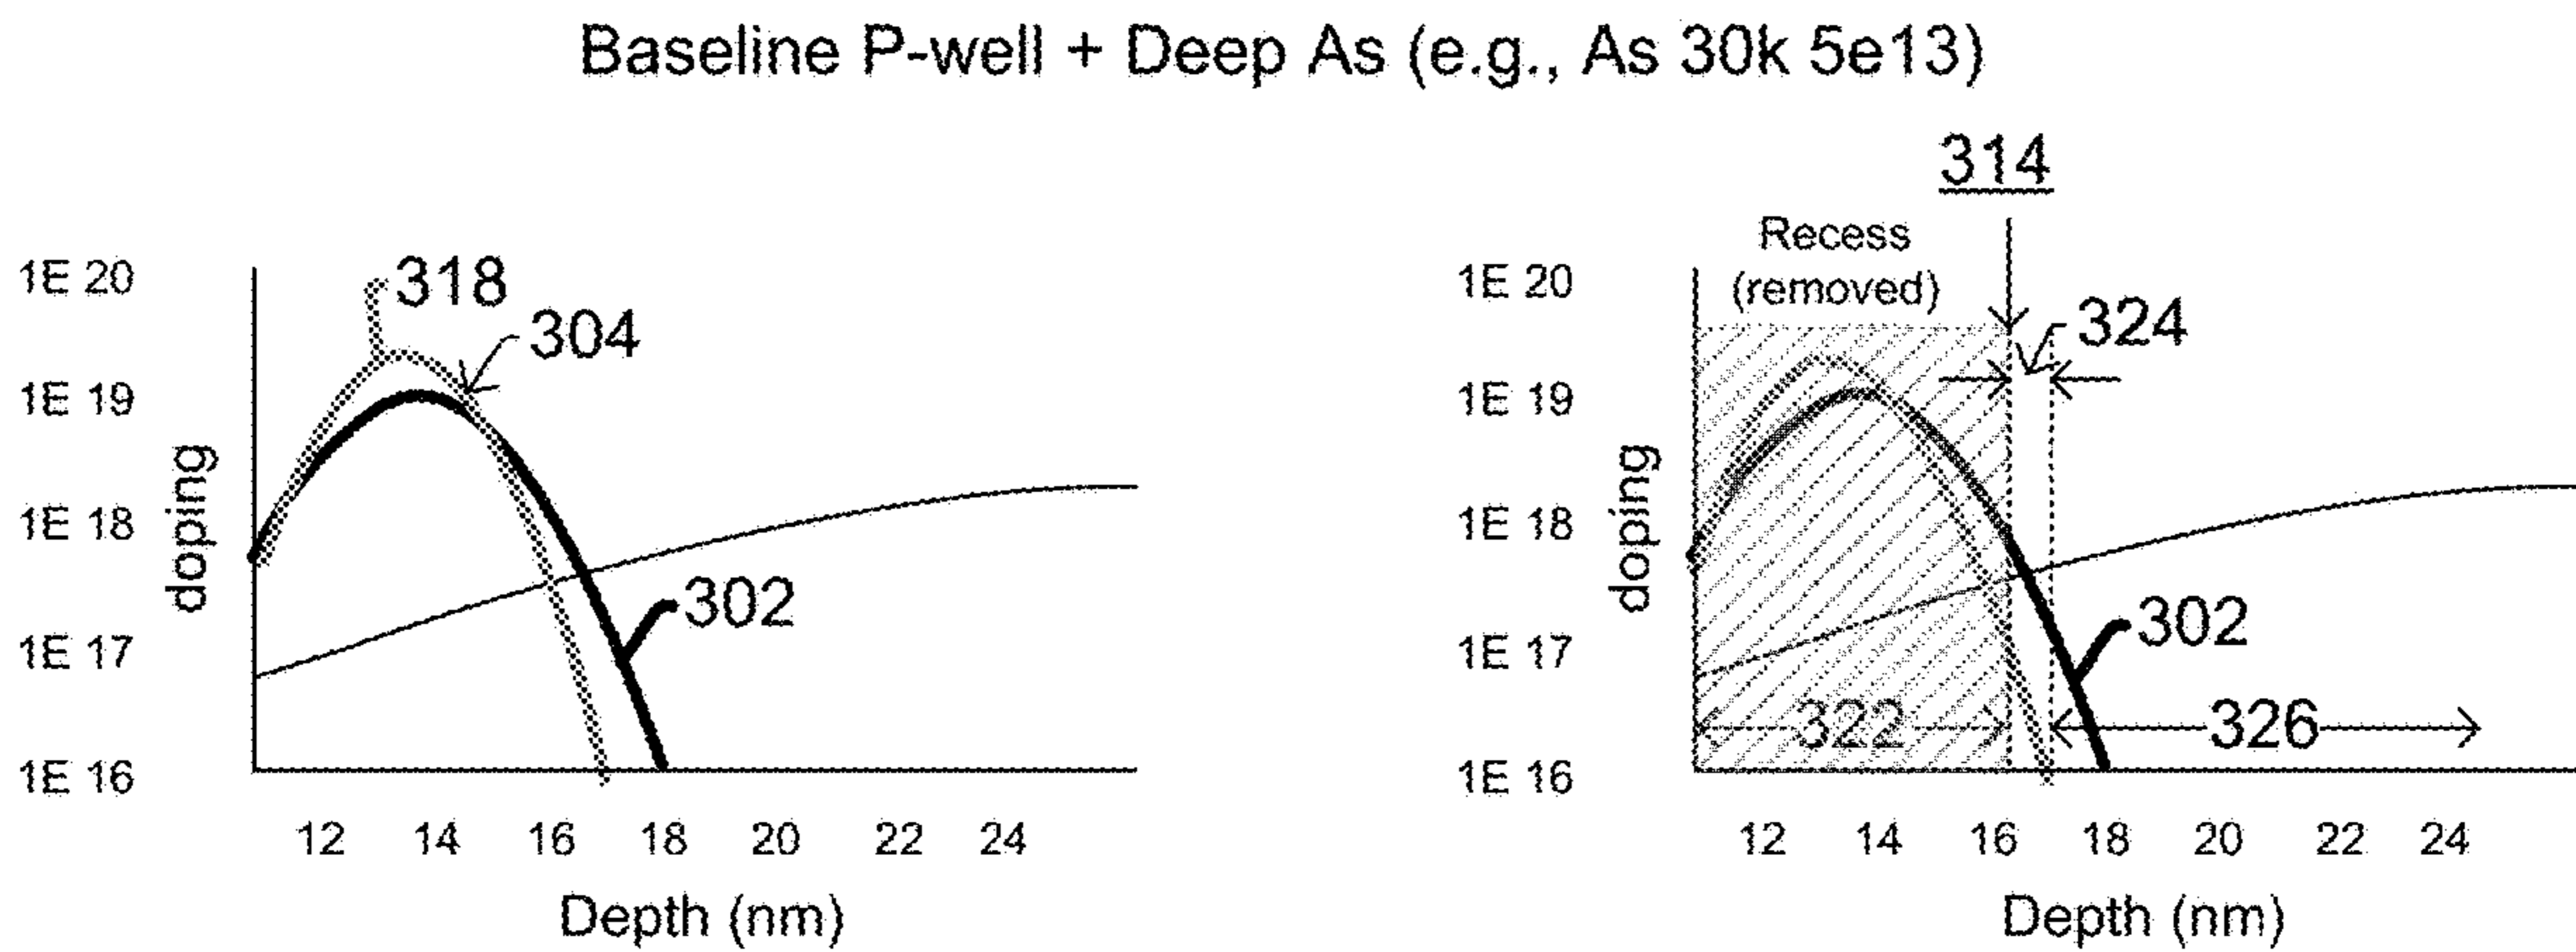 Baseline P-well + Deep As (e.g., As 30k 5e13)
1E 20
1E 19
1E 18
1E 17
1E 16
doping
318
304
302
12 14 16 18 20 22 24
Depth (nm)
314
Recess
(removed)
324
1E 20
1E 19
1E 18
1E 17
1E 16
doping
302
322
326
12 14 16 18 20 22 24
Depth (nm)